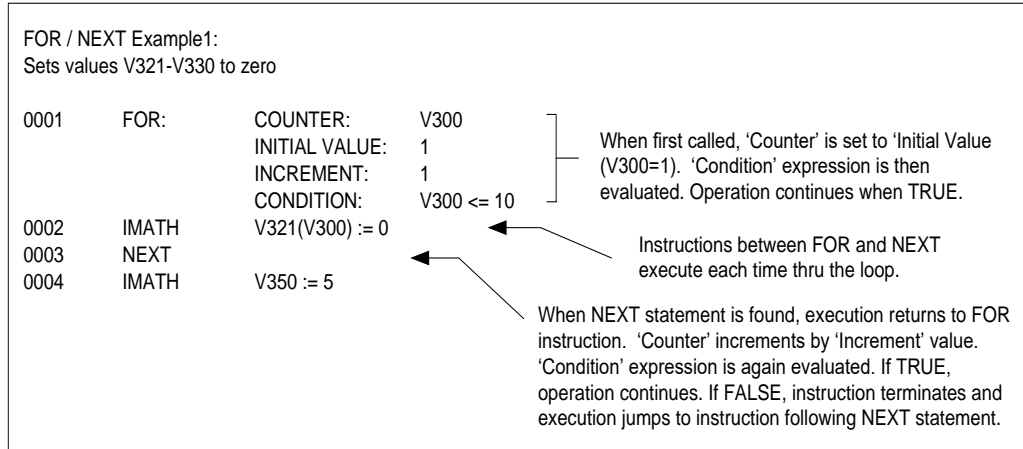 FOR / NEXT Example1:
Sets values V321-V330 to zero
0001 FOR: COUNTER: V300
INITIAL VALUE: 1
INCREMENT: 1
CONDITION: V300 <= 10
0002 IMATH V321(V300) := 0
0003 NEXT
0004 IMATH V350 := 5
When first called, 'Counter' is set to 'Initial Value
(V300=1). 'Condition' expression is then
evaluated. Operation continues when TRUE.
Instructions between FOR and NEXT
execute each time thru the loop.
When NEXT statement is found, execution returns to FOR
instruction. 'Counter' increments by 'Increment' value.
'Condition' expression is again evaluated. If TRUE,
operation continues. If FALSE, instruction terminates and
execution jumps to instruction following NEXT statement.